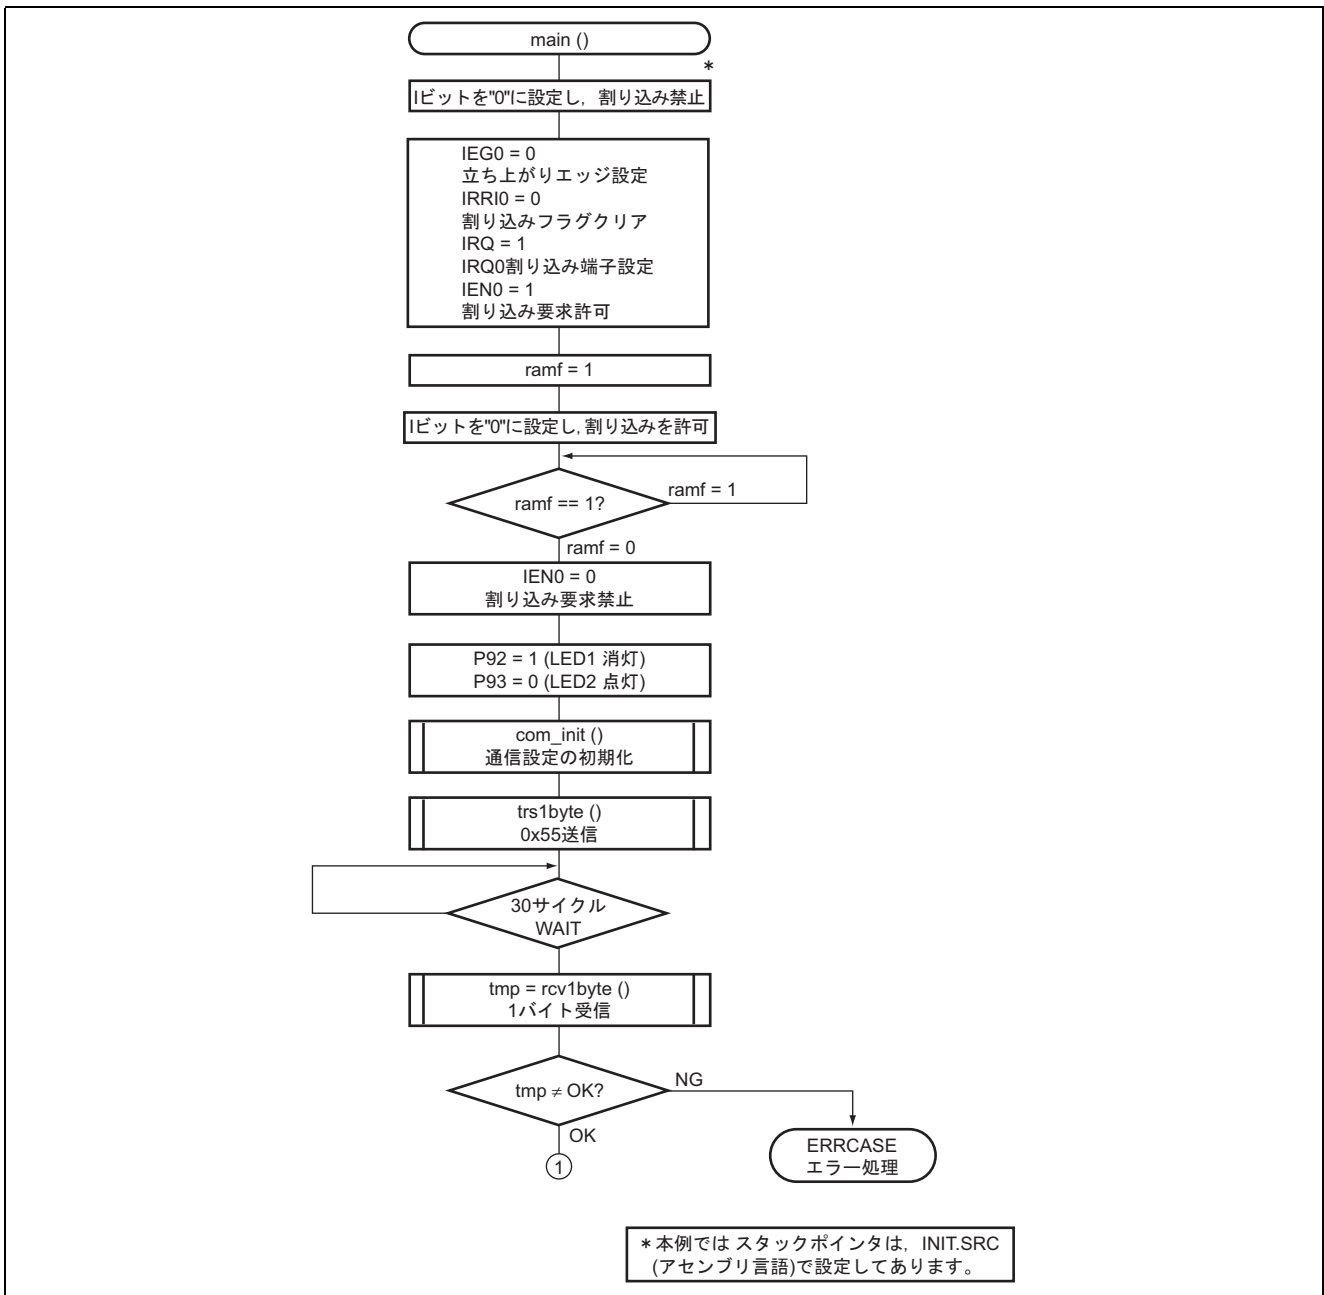 main ()
*
Iビットを"0"に設定し，割り込み禁止
IEG0 = 0
立ち上がりエッジ設定
IRRI0 = 0
割り込みフラグクリア
IRQ = 1
IRQ0割り込み端子設定
IEN0 = 1
割り込み要求許可
ramf = 1
Iビットを"0"に設定し，割り込みを許可
ramf == 1?
ramf = 1
ramf = 0
IEN0 = 0
割り込み要求禁止
P92 = 1 (LED1 消灯)
P93 = 0 (LED2 点灯)
com_init ()
通信設定の初期化
trs1byte ()
0x55送信
30サイクル
WAIT
tmp = rcv1byte ()
1バイト受信
tmp ≠ OK?
NG
OK
1
ERRCASE
エラー処理
* 本例では スタックポインタは，INIT.SRC
(アセンブリ言語)で設定してあります。